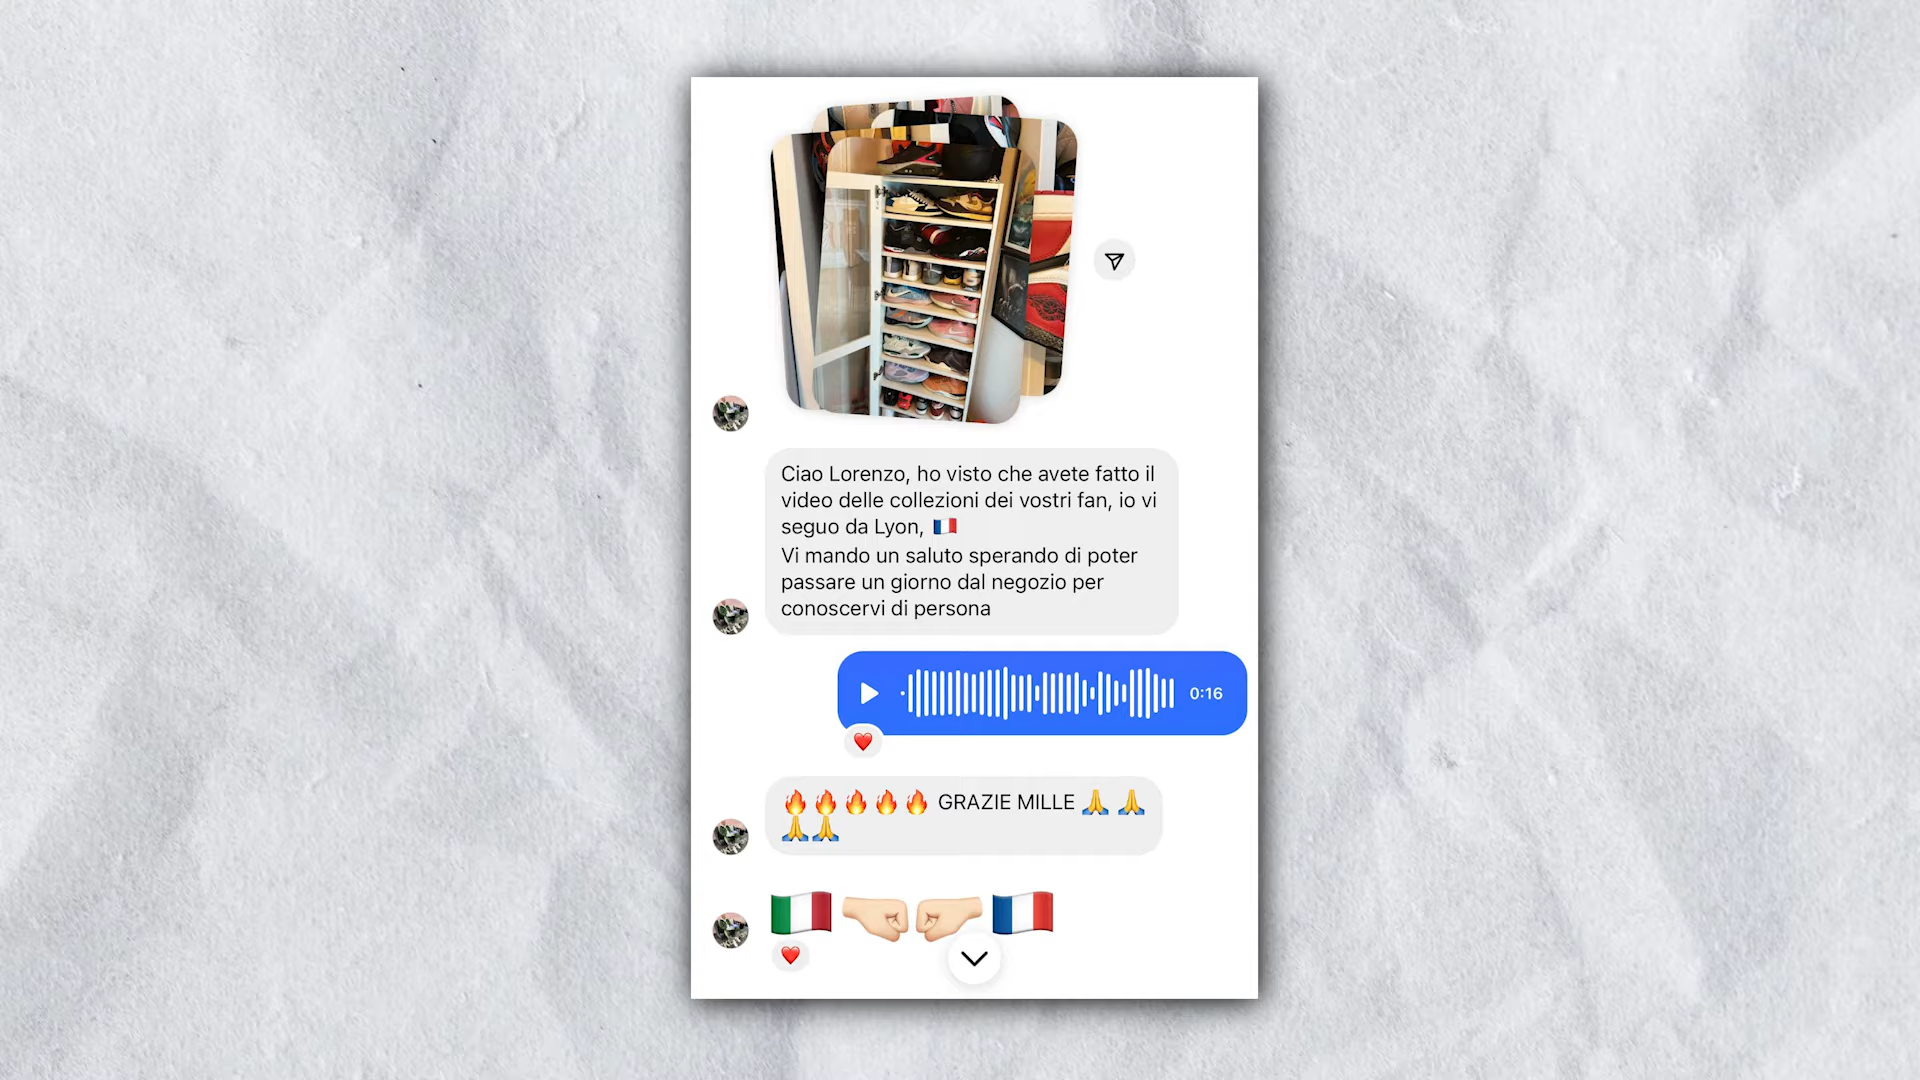 Ciao Lorenzo, ho visto che avete fatto il
video delle collezioni dei vostri fan, io vi
seguo da Lyon, 🇫🇷
Vi mando un saluto sperando di poter
passare un giorno dal negozio per
conoscervi di persona
0:16
🔥🔥🔥🔥🔥 GRAZIE MILLE 🙏 🙏
🙏🙏